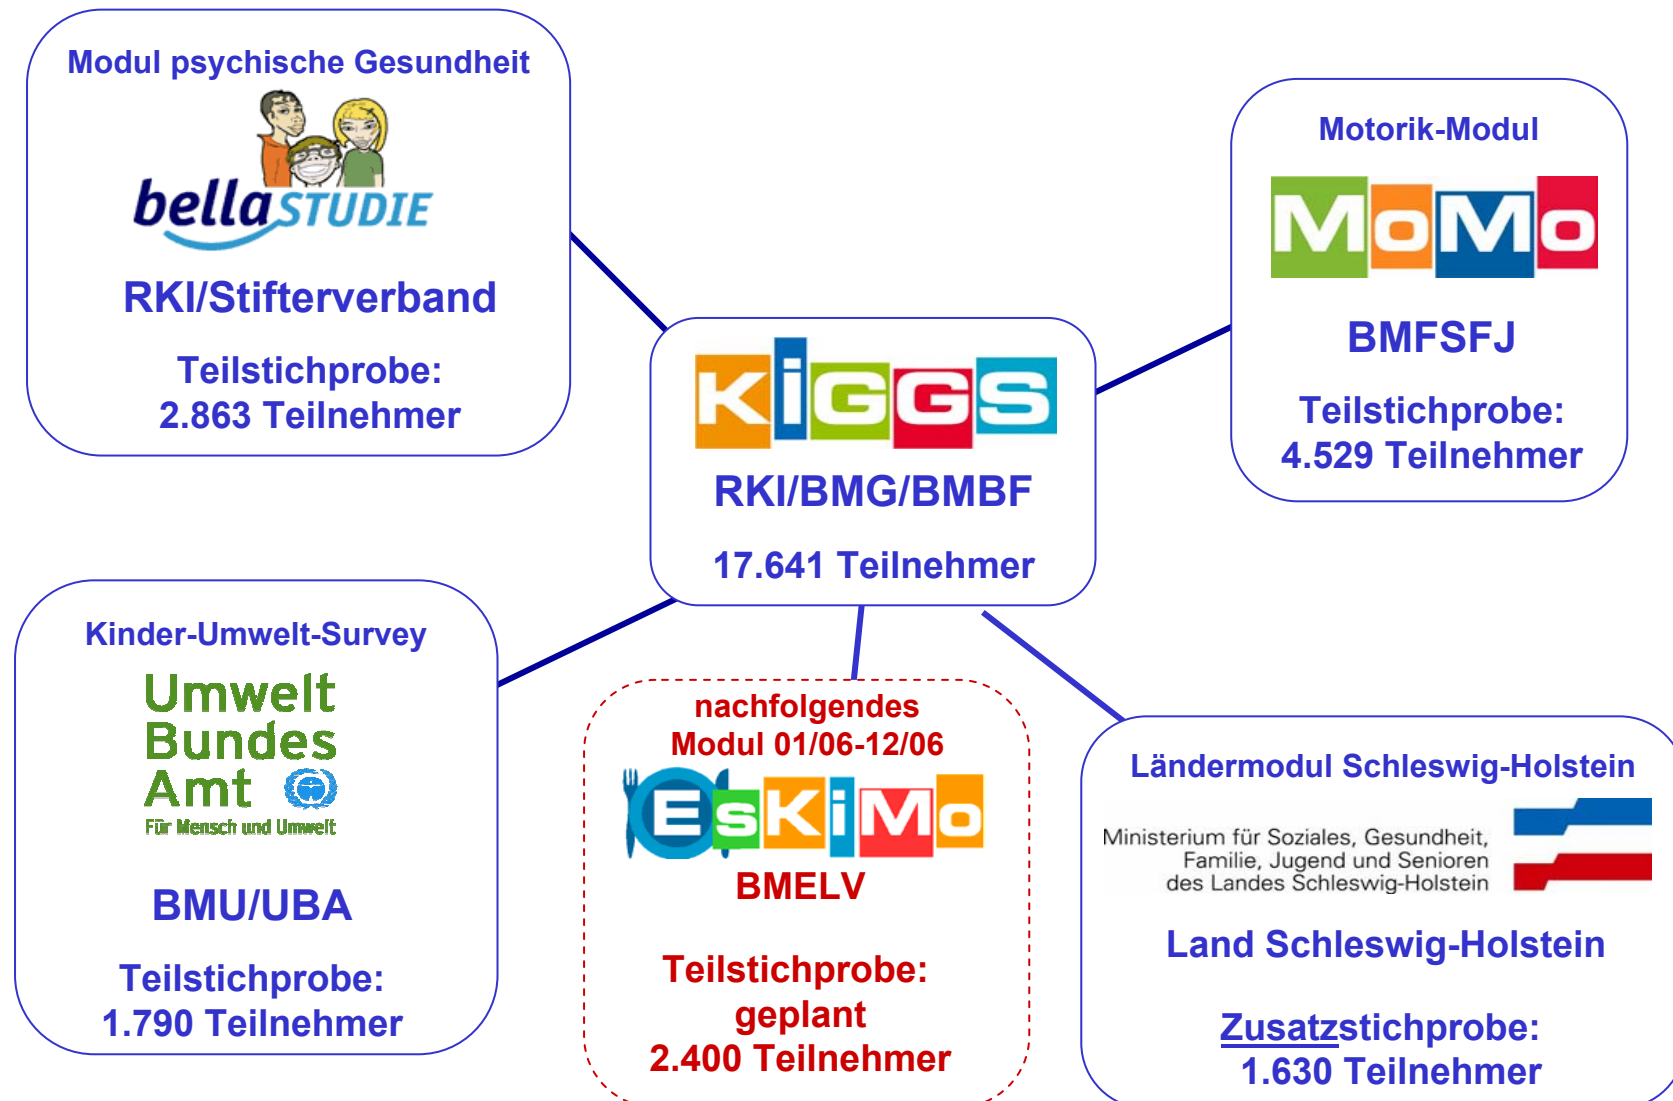 Modul psychische Gesundheit
bella STUDIE
RKI/Stifterverband
Teilstichprobe:
2.863 Teilnehmer
Motorik-Modul
MoMo
BMFSFJ
Teilstichprobe:
4.529 Teilnehmer
KiGGS
RKI/BMG/BMBF
17.641 Teilnehmer
Kinder-Umwelt-Survey
Umwelt
Bundes
Amt
Für Mensch und Umwelt
BMU/UBA
Teilstichprobe:
1.790 Teilnehmer
nachfolgendes
Modul 01/06-12/06
EsKiMo
BMELV
Teilstichprobe:
geplant
2.400 Teilnehmer
Ländermodul Schleswig-Holstein
Ministerium für Soziales, Gesundheit,
Familie, Jugend und Senioren
des Landes Schleswig-Holstein
Land Schleswig-Holstein
Zusatzstichprobe:
1.630 Teilnehmer